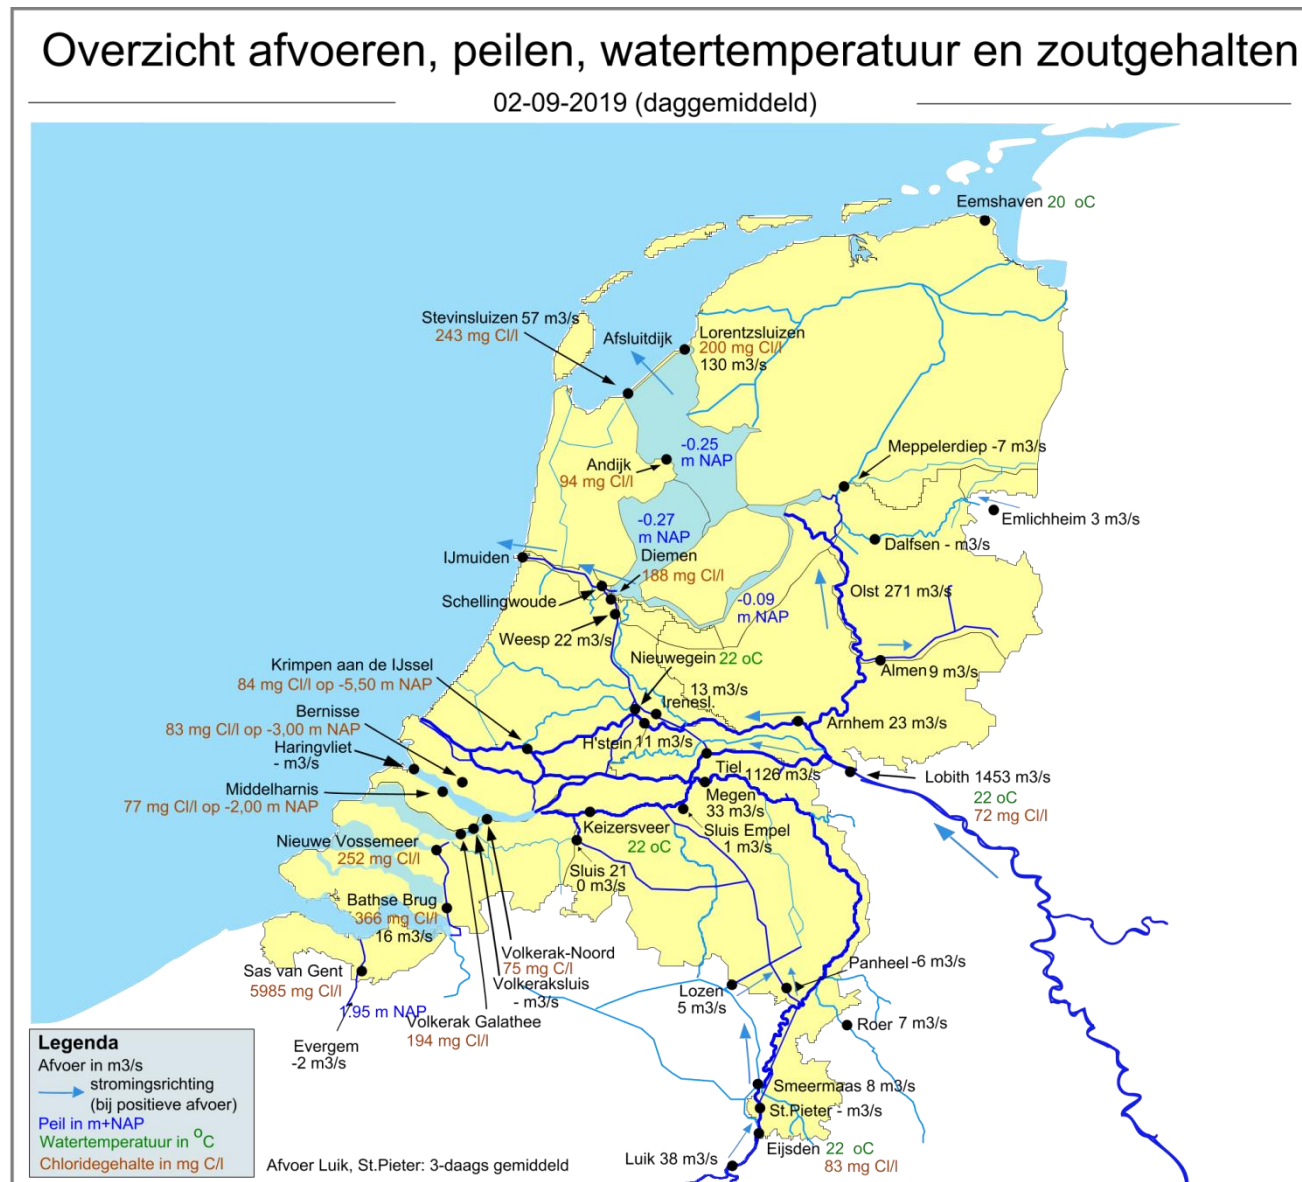 Overzicht afvoeren, peilen, watertemperatuur en zoutgehalten
02-09-2019 (daggemiddeld)
Eemshaven 20 oC
Stevinsluizen 57 m3/s
243 mg Cl/l
Afsluitdijk
Lorentzsluizen
200 mg Cl/l
130 m3/s
-0.25
m NAP
Meppelerdiep -7 m3/s
Andijk
94 mg Cl/l
-0.27
m NAP
Emlichheim 3 m3/s
Dalfsen - m3/s
IJmuiden
Diemen
188 mg Cl/l
Schellingwoude
-0.09
m NAP
Olst 271 m3/s
Weesp 22 m3/s
Nieuwegein 22 oC
Almen 9 m3/s
Krimpen aan de IJssel
84 mg Cl/l op -5,50 m NAP
13 m3/s
Irenesl.
Bernisse
83 mg Cl/l op -3,00 m NAP
Arnhem 23 m3/s
H'stein 11 m3/s
Haringvliet
- m3/s
Tiel 1126 m3/s
Lobith 1453 m3/s
22 oC
72 mg Cl/l
Middelharnis
77 mg Cl/l op -2,00 m NAP
Megen
33 m3/s
Keizersveer
22 oC
Sluis Empel
1 m3/s
Nieuwe Vossemeer
252 mg Cl/l
Sluis 21
0 m3/s
Bathse Brug
366 mg Cl/l
16 m3/s
Volkerak-Noord
75 mg C/l
Volkeraksluis
- m3/s
Panheel -6 m3/s
Sas van Gent
5985 mg Cl/l
Lozen
5 m3/s
1.95 m NAP
Volkerak Galathee
194 mg Cl/l
Roer 7 m3/s
Evergem
-2 m3/s
Legenda
Afvoer in m3/s
stromingsrichting
(bij positieve afvoer)
Peil in m+NAP
Watertemperatuur in oC
Chloridegehalte in mg C/l
Smeermaas 8 m3/s
St.Pieter - m3/s
Eijsden 22 oC
83 mg Cl/l
Luik 38 m3/s
Afvoer Luik, St.Pieter: 3-daags gemiddeld